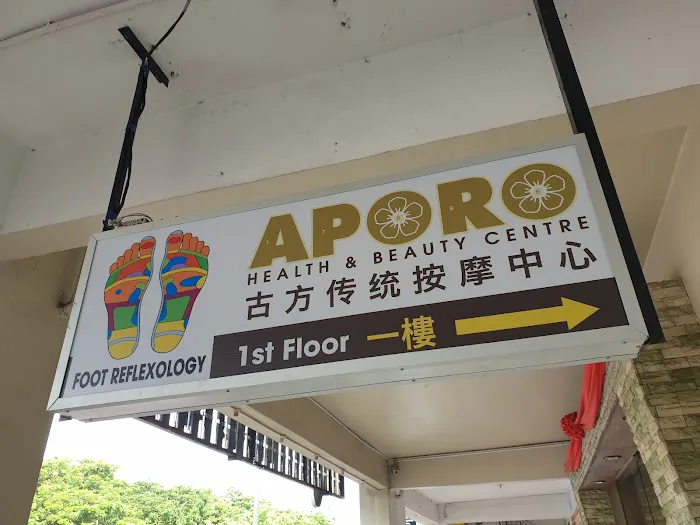 APORO
HEALTH & BEAUTY CENTRE
古方传统按摩中心
FOOT REFLEXOLOGY
1st Floor 一樓